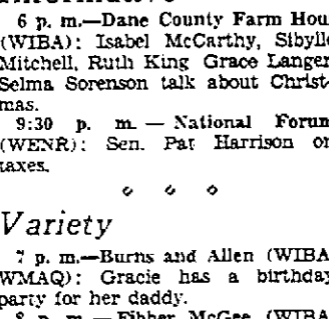 6 p. m.—Dane County Farm Hou
(WIBA): Isabel McCarthy, Sibyll
Mitchell, Ruth King Grace Langer
Selma Sorenson talk about Christ-
mas.
9:30 p. m. — National Forum
(WENR): Sen. Pat Harrison on
taxes.
Variety
7 p. m.—Burns and Allen (WIBA
WMAQ): Gracie has a birthday
party for her daddy.
8 p. m.—Fibber McGee (WIBA